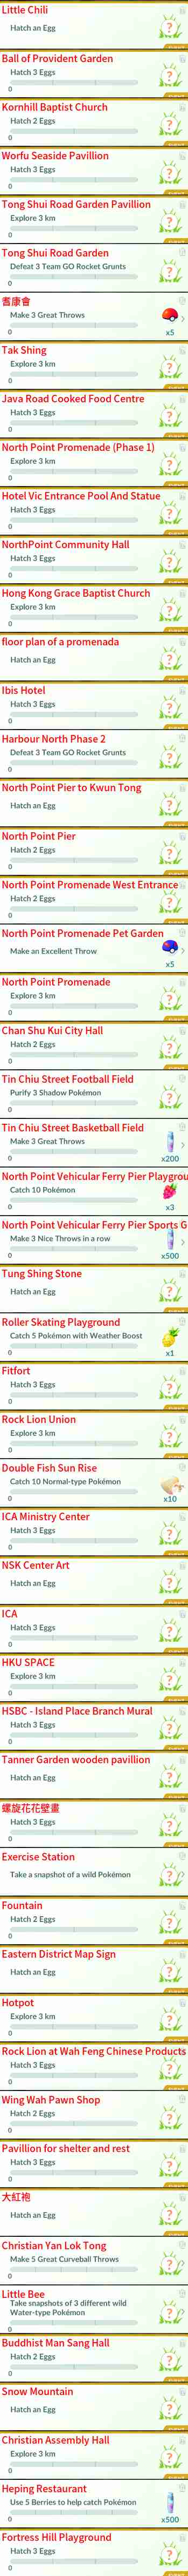 Little Chili
Hatch an Egg
Ball of Provident Garden
Hatch 3 Eggs
0
Kornhill Baptist Church
Hatch 2 Eggs
0
Worfu Seaside Pavillion
Hatch 3 Eggs
0
Tong Shui Road Garden Pavillion
Explore 3 km
0
Tong Shui Road Garden
Defeat 3 Team GO Rocket Grunts
0
耆康會
Make 3 Great Throws
0
x5
Tak Shing
Explore 3 km
0
Java Road Cooked Food Centre
Hatch 3 Eggs
0
North Point Promenade (Phase 1)
Explore 3 km
0
Hotel Vic Entrance Pool And Statue
Hatch 3 Eggs
0
NorthPoint Community Hall
Hatch 3 Eggs
0
Hong Kong Grace Baptist Church
Explore 3 km
0
floor plan of a promenada
Hatch an Egg
Ibis Hotel
Hatch 3 Eggs
0
Harbour North Phase 2
Defeat 3 Team GO Rocket Grunts
0
North Point Pier to Kwun Tong
Hatch an Egg
North Point Pier
Hatch 2 Eggs
0
North Point Promenade West Entrance
Hatch 2 Eggs
0
North Point Promenade Pet Garden
Make an Excellent Throw
x5
North Point Promenade
Explore 3 km
0
Chan Shu Kui City Hall
Hatch 2 Eggs
0
Tin Chiu Street Football Field
Purify 3 Shadow Pokémon
0
Tin Chiu Street Basketball Field
Make 3 Great Throws
0
x200
North Point Vehicular Ferry Pier Playgrou
Catch 10 Pokémon
0
x3
North Point Vehicular Ferry Pier Sports G
Make 3 Nice Throws in a row
0
x500
Tung Shing Stone
Hatch an Egg
Roller Skating Playground
Catch 5 Pokémon with Weather Boost
0
x1
Fitfort
Hatch 3 Eggs
0
Rock Lion Union
Explore 3 km
0
Double Fish Sun Rise
Catch 10 Normal-type Pokémon
0
x10
ICA Ministry Center
Hatch 3 Eggs
0
NSK Center Art
Hatch an Egg
ICA
Hatch 3 Eggs
0
HKU SPACE
Explore 3 km
0
HSBC - Island Place Branch Mural
Hatch 3 Eggs
0
Tanner Garden wooden pavillion
Hatch an Egg
螺旋花花壁畫
Hatch 3 Eggs
0
Exercise Station
Take a snapshot of a wild Pokémon
Fountain
Hatch 2 Eggs
0
Eastern District Map Sign
Hatch an Egg
Hotpot
Explore 3 km
0
Rock Lion at Wah Feng Chinese Products
Hatch 3 Eggs
0
Wing Wah Pawn Shop
Hatch 2 Eggs
0
Pavillion for shelter and rest
Hatch 3 Eggs
0
大紅袍
Hatch an Egg
Christian Yan Lok Tong
Make 5 Great Curveball Throws
0
Little Bee
Take snapshots of 3 different wild
Water-type Pokémon
0
Buddhist Man Sang Hall
Hatch 2 Eggs
0
Snow Mountain
Hatch an Egg
Christian Assembly Hall
Explore 3 km
0
Heping Restaurant
Use 5 Berries to help catch Pokémon
0
x500
Fortress Hill Playground
Hatch 3 Eggs
0